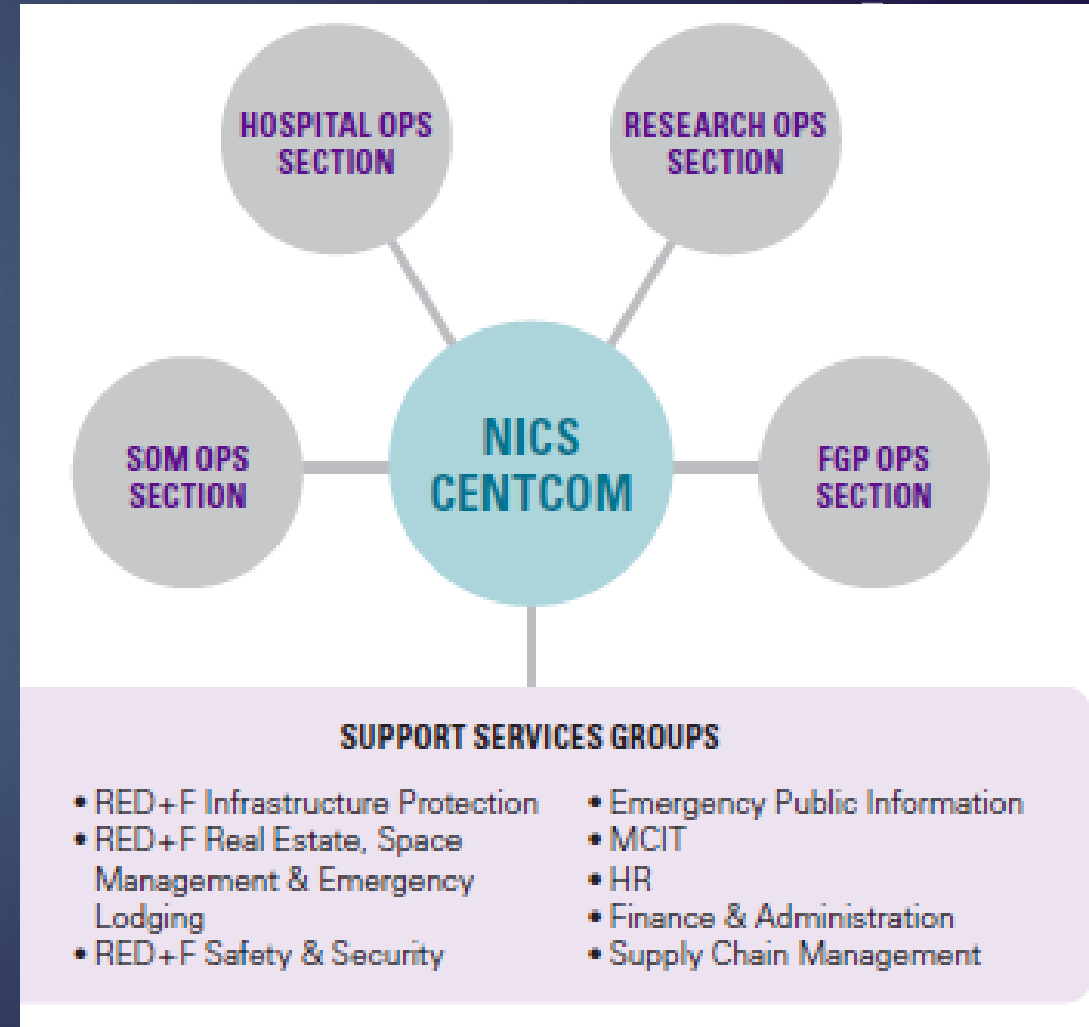 HOSPITAL OPS
SECTION
RESEARCH OPS
SECTION
SOM OPS
SECTION
NICS
CENTCOM
FGP OPS
SECTION
SUPPORT SERVICES GROUPS
• RED+F Infrastructure Protection
• RED+F Real Estate, Space
Management & Emergency
Lodging
• RED+F Safety & Security
• Emergency Public Information
• MCIT
• HR
• Finance & Administration
• Supply Chain Management